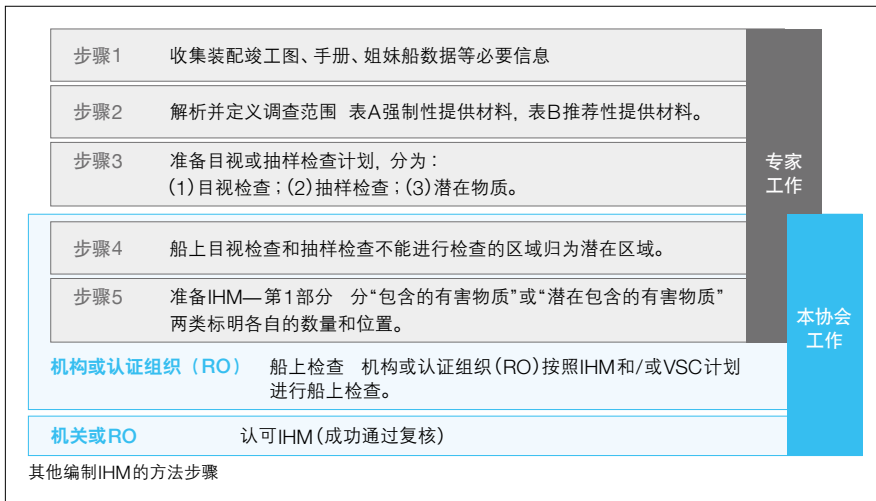 步骤1 收集装配竣工图、手册、姐妹船数据等必要信息
步骤2 解析并定义调查范围 表A强制性提供材料, 表B推荐性提供材料。
步骤3 准备目视或抽样检查计划, 分为:
(1)目视检查;(2)抽样检查;(3)潜在物质。
专家
工作
步骤4 船上目视检查和抽样检查不能进行检查的区域归为潜在区域。
步骤5 准备IHM—第1部分 分“包含的有害物质”或“潜在包含的有害物质”
两类标明各自的数量和位置。
本协会
工作
机构或认证组织(RO) 船上检查 机构或认证组织(RO)按照IHM和/或VSC计划
进行船上检查。
机关或RO 认可IHM(成功通过复核)
其他编制IHM的方法步骤